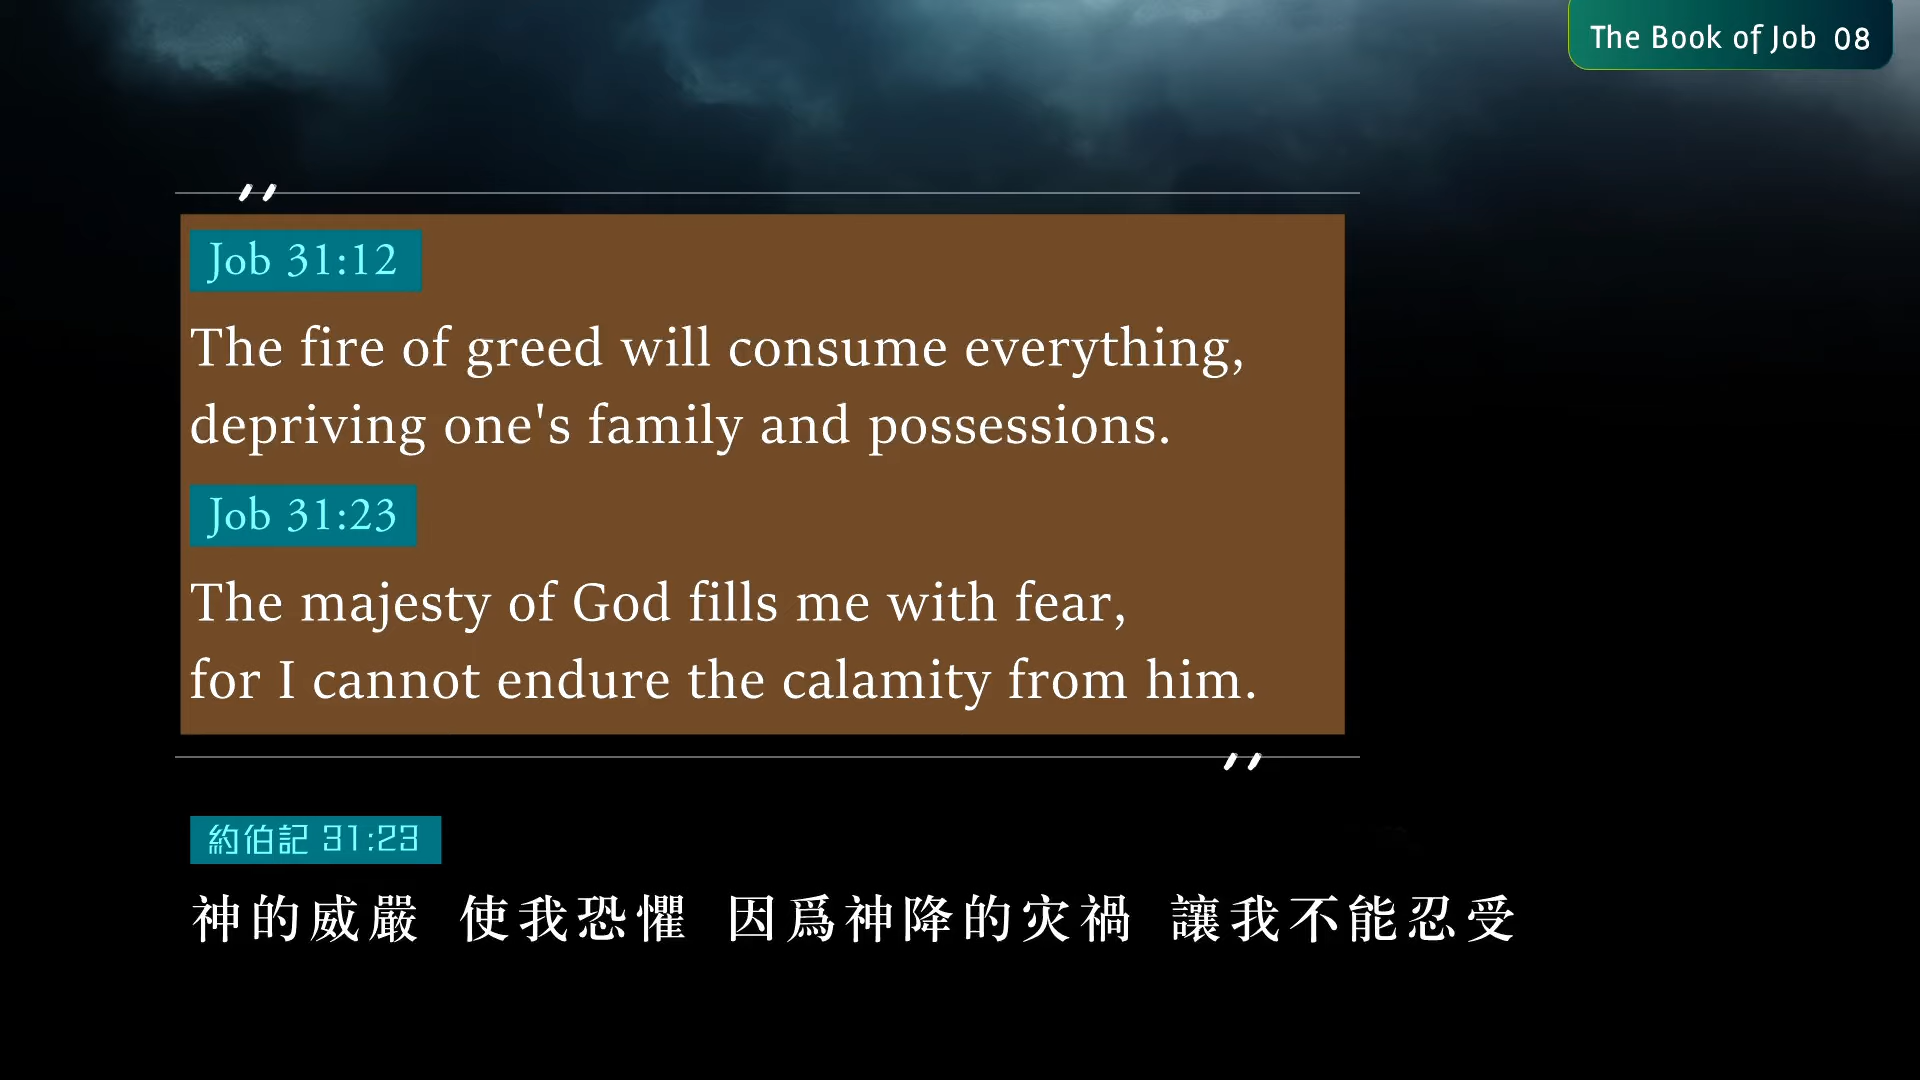 The Book of Job 08
Job 31:12
The fire of greed will consume everything,
depriving one's family and possessions.
Job 31:23
The majesty of God fills me with fear,
for I cannot endure the calamity from him.
約伯記 31:23
神的威嚴 使我恐懼 因爲神降的灾禍 讓我不能忍受